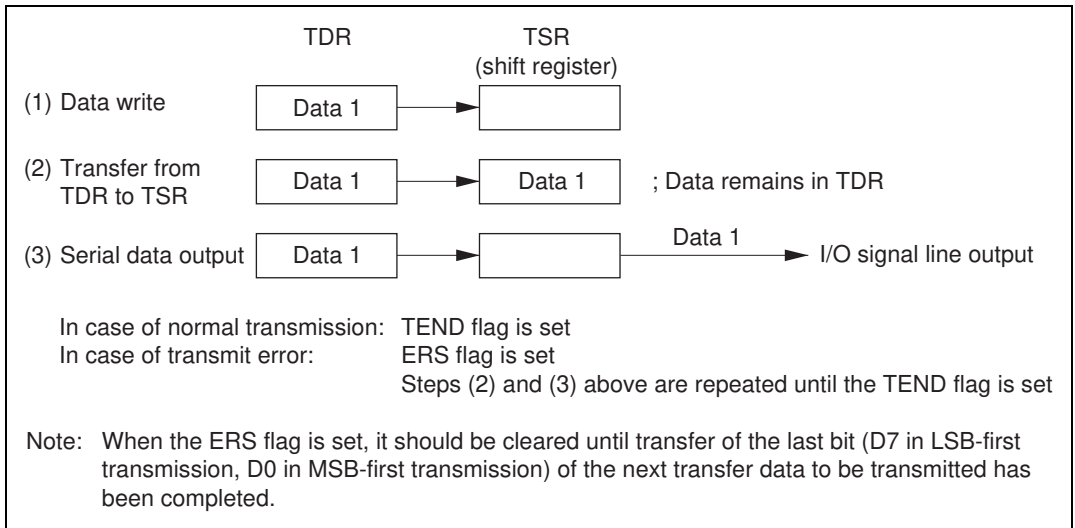 TDR TSR
(shift register)
(1) Data write Data 1
(2) Transfer from
TDR to TSR Data 1 Data 1 ; Data remains in TDR
(3) Serial data output Data 1 Data 1 I/O signal line output
In case of normal transmission: TEND flag is set
In case of transmit error: ERS flag is set
Steps (2) and (3) above are repeated until the TEND flag is set
Note: When the ERS flag is set, it should be cleared until transfer of the last bit (D7 in LSB-first
transmission, D0 in MSB-first transmission) of the next transfer data to be transmitted has
been completed.